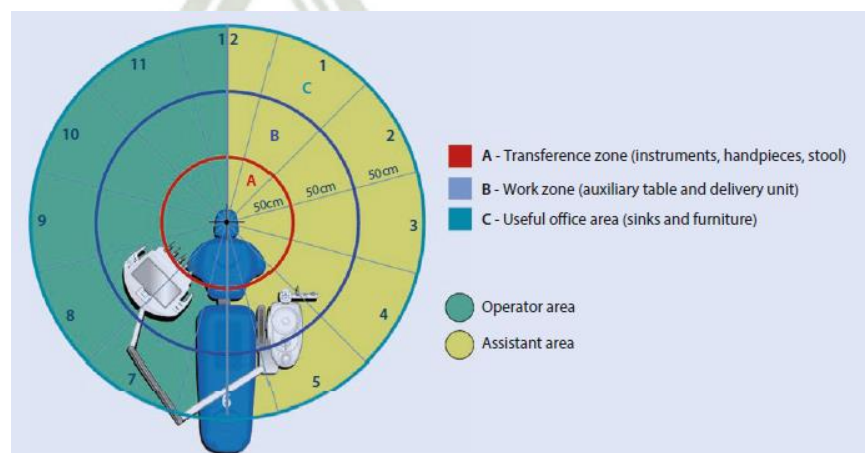 12
11
1
C
10
2
B
A
50cm
50cm
50cm
9
3
8
4
7
5
6
A - Transference zone (instruments, handpieces, stool)
B - Work zone (auxiliary table and delivery unit)
C - Useful office area (sinks and furniture)
Operator area
Assistant area